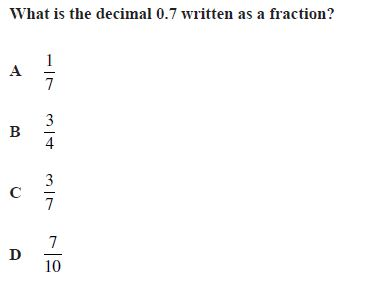 What is the decimal 0.7 written as a fraction?
A 1/7
B 3/4
C 3/7
D 7/10